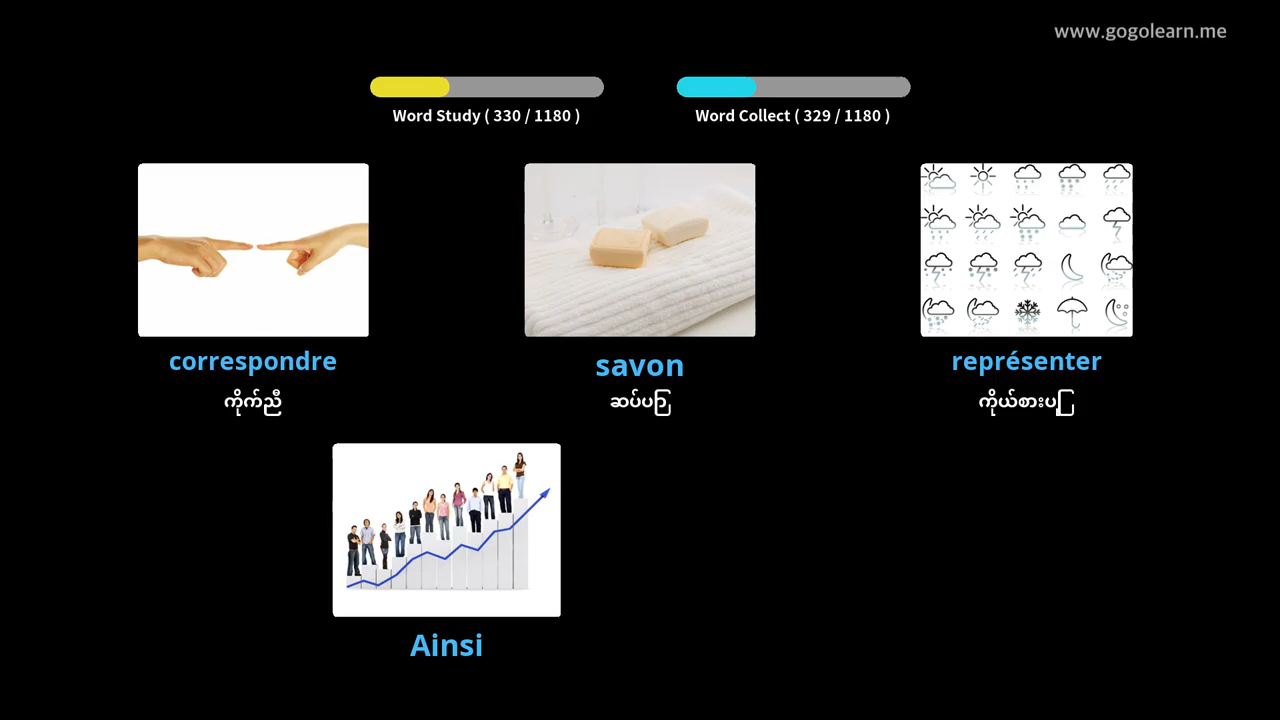 www.gogolearn.me
Word Study ( 330 / 1180 )
Word Collect ( 329 / 1180 )
correspondre
savon
représenter
ကိုက်ညီ
ဆပ်ပြာ
ကိုယ်စားပြု
Ainsi